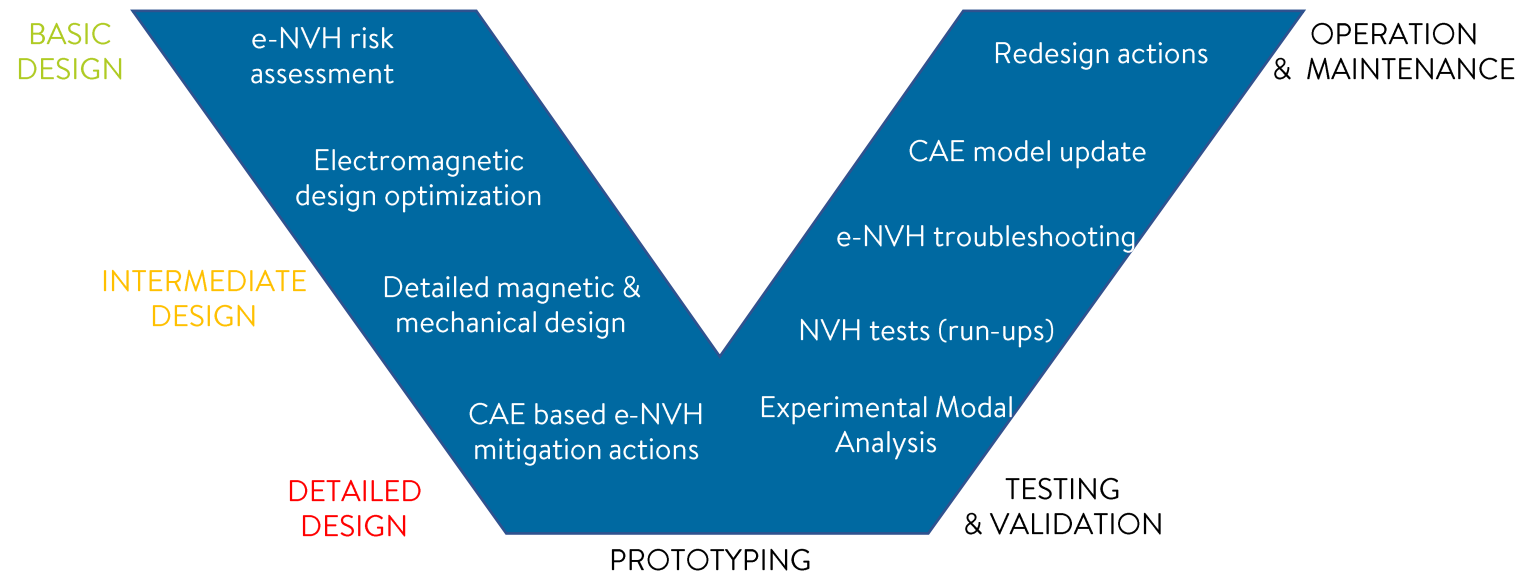 BASIC
DESIGN
e-NVH risk
assessment
Electromagnetic
design optimization
INTERMEDIATE
DESIGN
Detailed magnetic &
mechanical design
CAE based e-NVH
mitigation actions
DETAILED
DESIGN
PROTOTYPING
TESTING
& VALIDATION
Experimental Modal
Analysis
NVH tests (run-ups)
e-NVH troubleshooting
CAE model update
Redesign actions
OPERATION
& MAINTENANCE